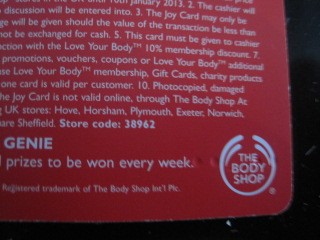 10th January 2013. 2. The cashier will
discussion will be entered into. 3. The Joy Card may only be
ge will be given should the value of the transaction be less than
not be exchanged for cash. 5. This card must be given to cashier
ction with the Love Your Body™ 10% membership discount. 7.
promotions, vouchers, coupons or Love Your Body™ additional
use Love Your Body™ membership, Gift Cards, charity products
one card is valid per customer. 10. Photocopied, damaged
he Joy Card is not valid online, through The Body Shop At
g UK stores: Hove, Horsham, Plymouth, Exeter, Norwich,
are Sheffield. Store code: 38962
GENIE
prizes to be won every week.
Registered trademark of The Body Shop Int'l Plc.
THE
BODY
SHOP
®